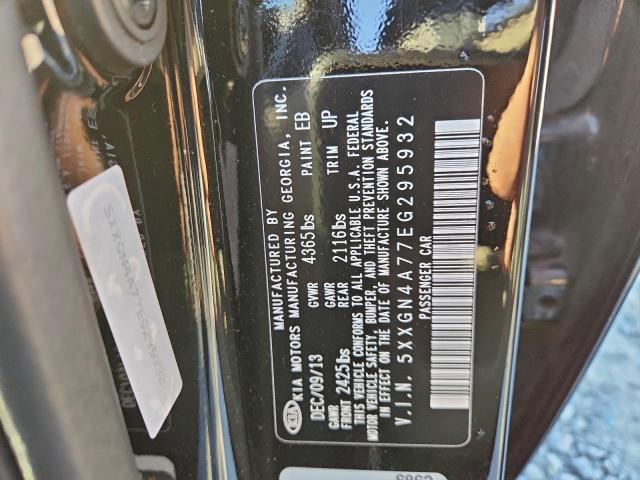 MANUFACTURED BY
KIA KIA MOTORS MANUFACTURING GEORGIA, INC.
DEC/09/13 GVWR 4365lbs PAINT EB
GAWR FRONT 2425lbs GAWR REAR 2116lbs TRIM UP
THIS VEHICLE CONFORMS TO ALL APPLICABLE U.S.A. FEDERAL
MOTOR VEHICLE SAFETY, BUMPER, AND THEFT PREVENTION STANDARDS
IN EFFECT ON THE DATE OF MANUFACTURE SHOWN ABOVE.
V.I.N. 5XXGN4A77EG295932
PASSENGER CAR